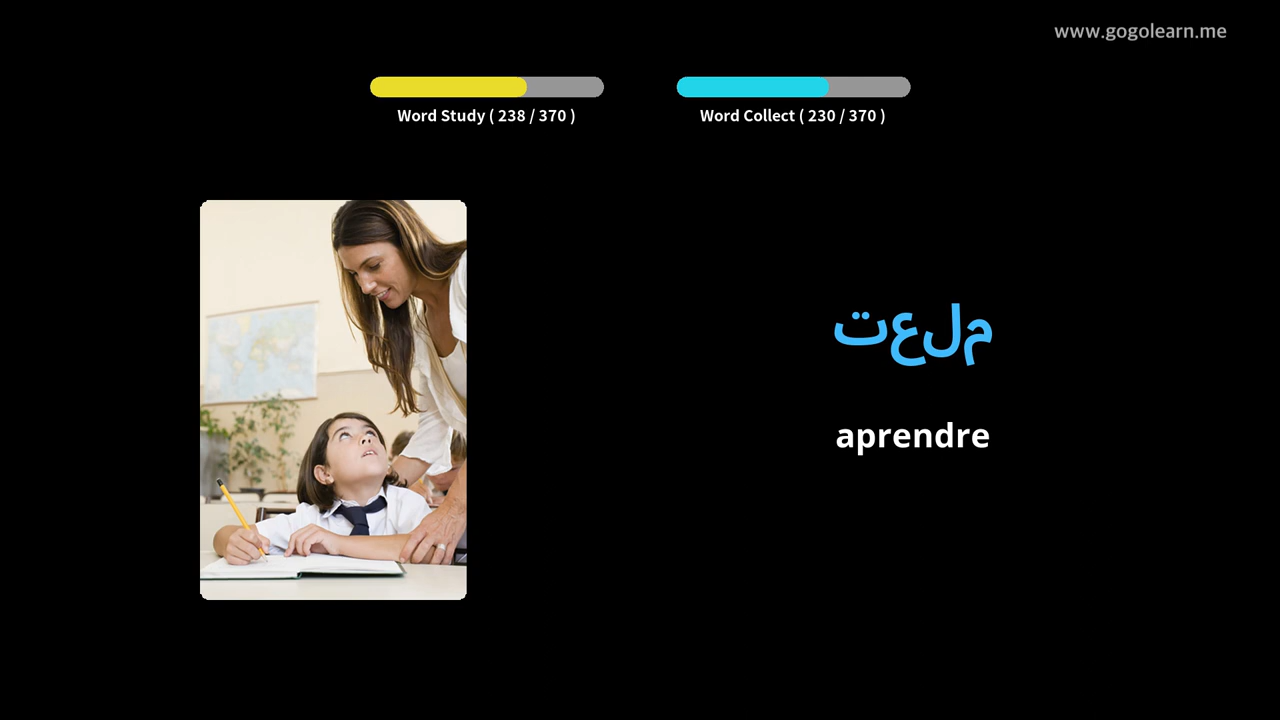 www.gogolearn.me
Word Study ( 238 / 370 )
Word Collect ( 230 / 370 )
تعلم
aprendre